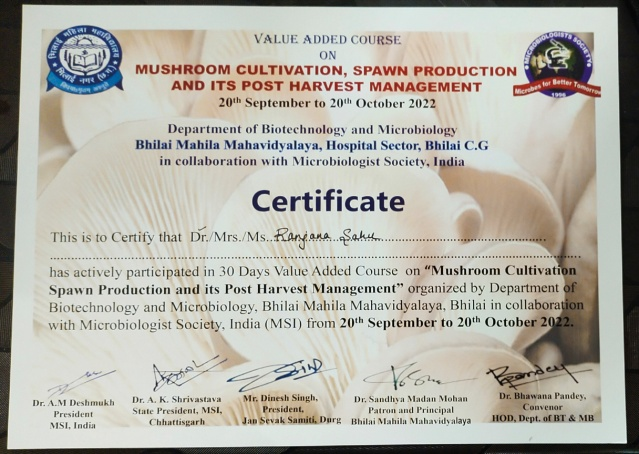 भिलाई महिला महाविद्यालय
भिलाई नगर (छ.ग.)
MICROBIOLOGISTS SOCIETY
Microbes for Better Tomorrow
1998
VALUE ADDED COURSE
ON
MUSHROOM CULTIVATION, SPAWN PRODUCTION
AND ITS POST HARVEST MANAGEMENT
20th September to 20th October 2022
Department of Biotechnology and Microbiology
Bhilai Mahila Mahavidyalaya, Hospital Sector, Bhilai C.G
in collaboration with Microbiologist Society, India
Certificate
This is to Certify that Dr./Mrs./Ms. Ranjana Sahu
has actively participated in 30 Days Value Added Course on "Mushroom Cultivation
Spawn Production and its Post Harvest Management" organized by Department of
Biotechnology and Microbiology, Bhilai Mahila Mahavidyalaya, Bhilai in collaboration
with Microbiologist Society, India (MSI) from 20th September to 20th October 2022.
Dr. A.M Deshmukh
President
MSI, India
Dr. A. K. Shrivastava
State President, MSI,
Chhattisgarh
Mr. Dinesh Singh,
President,
Jan Sevak Samiti, Durg
Dr. Sandhya Madan Mohan
Patron and Principal
Bhilai Mahila Mahavidyalaya
Dr. Bhawana Pandey,
Convenor
HOD, Dept. of BT & MB